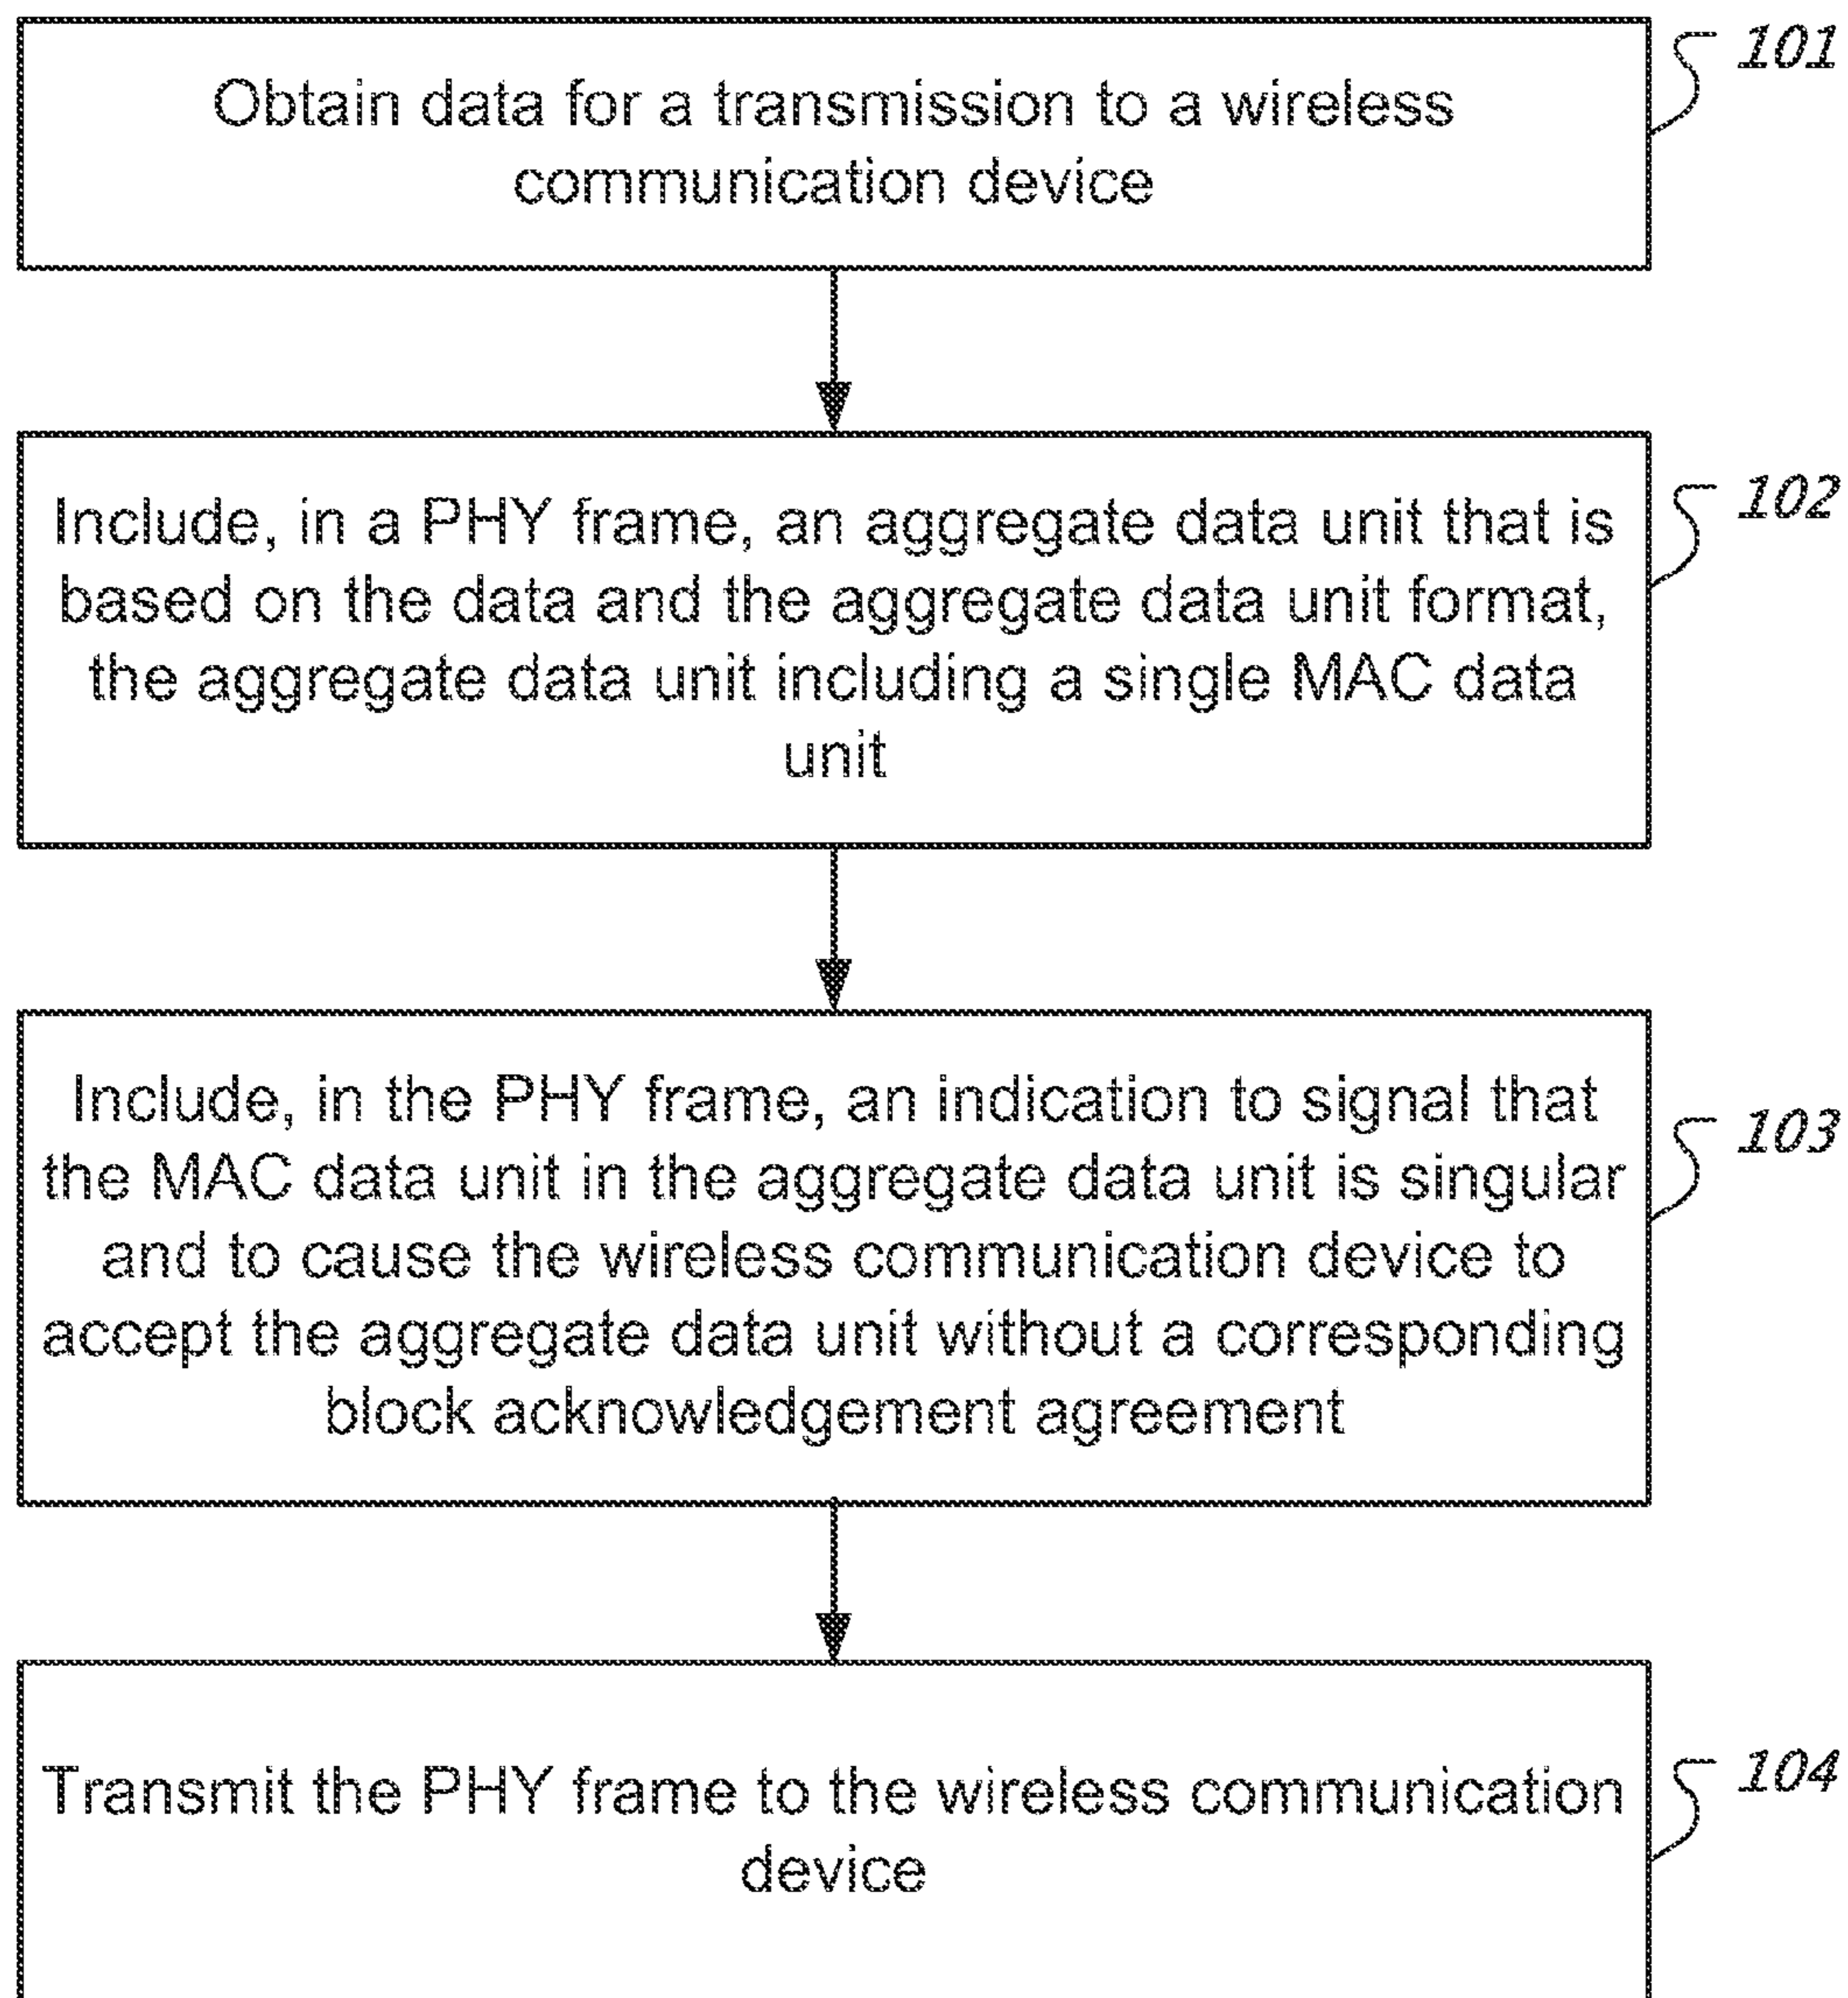 Obtain data for a transmission to a wireless
communication device
101
Include, in a PHY frame, an aggregate data unit that is
based on the data and the aggregate data unit format,
the aggregate data unit including a single MAC data
unit
102
Include, in the PHY frame, an indication to signal that
the MAC data unit in the aggregate data unit is singular
and to cause the wireless communication device to
accept the aggregate data unit without a corresponding
block acknowledgement agreement
103
Transmit the PHY frame to the wireless communication
device
104